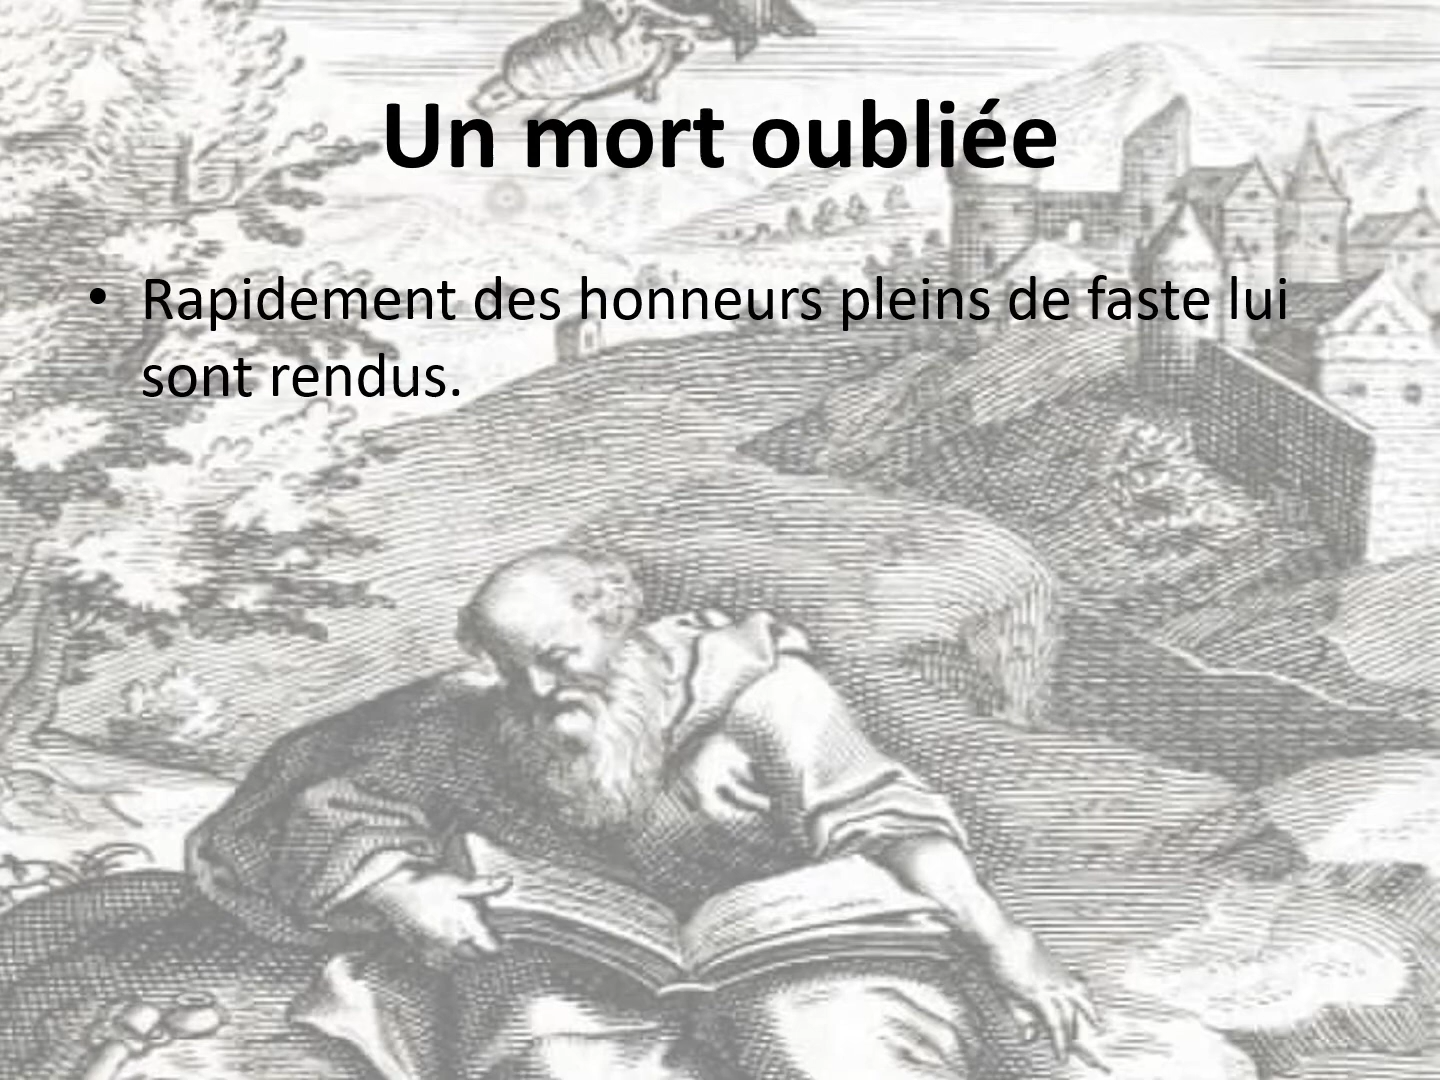 Un mort oubliée
• Rapidement des honneurs pleins de faste lui
sont rendus.